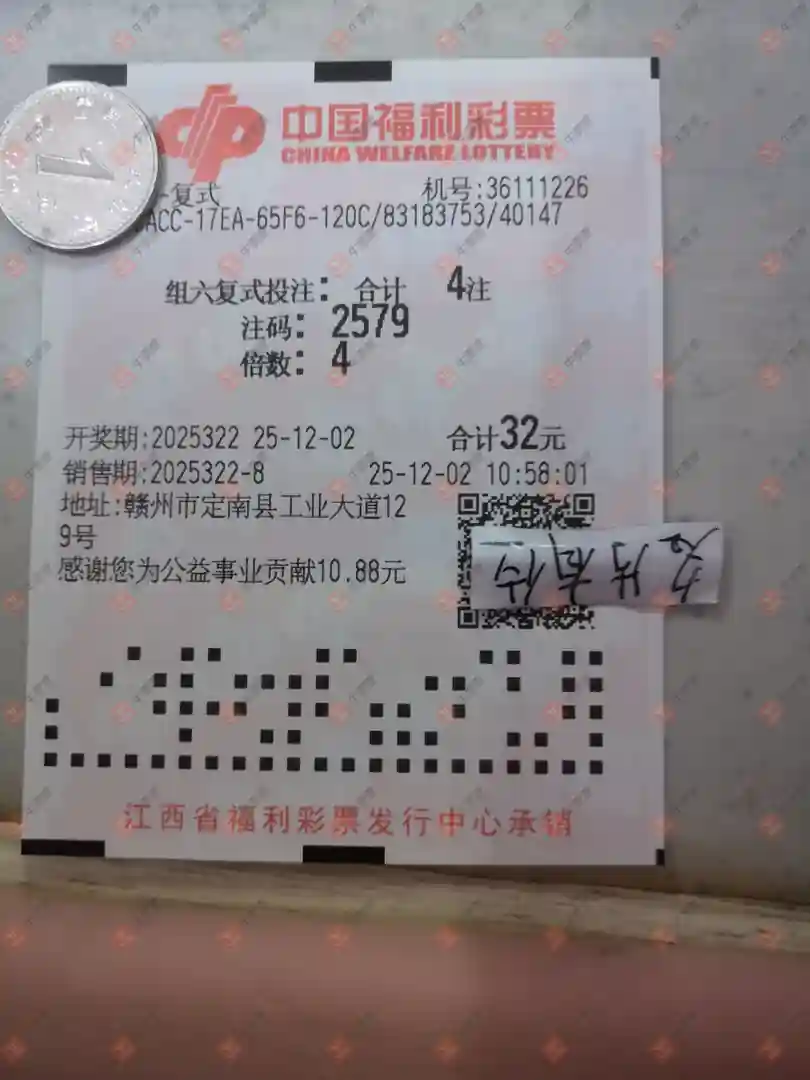 中国福利彩票
CHINA WELFARE LOTTERY
复式 机号:36111226
ACC-17EA-65F6-120C/83183753/40147
组六复式投注: 合计 4注
注码: 2579
倍数: 4
开奖期:2025322 25-12-02 合计32元
销售期:2025322-8 25-12-02 10:58:01
地址:赣州市定南县工业大道12
9号
感谢您为公益事业贡献10.88元
江西省福利彩票发行中心承销